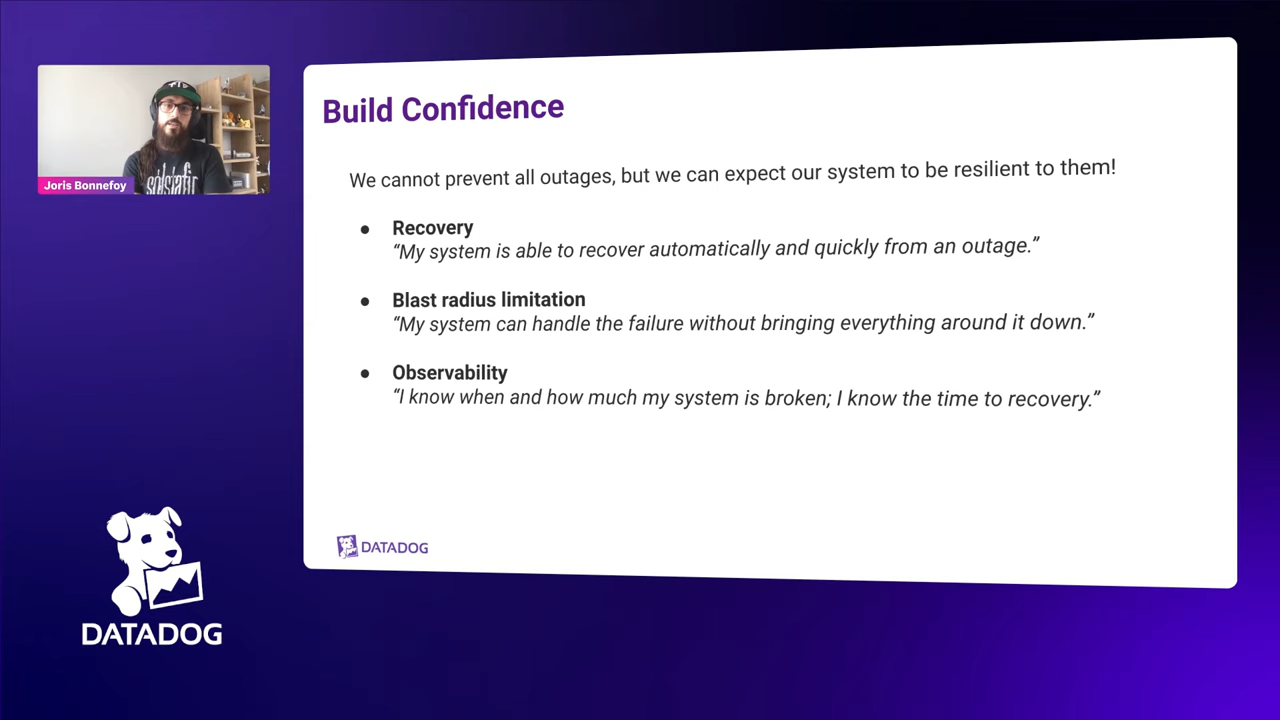 Build Confidence
Joris Bonnefoy
We cannot prevent all outages, but we can expect our system to be resilient to them!
● Recovery
“My system is able to recover automatically and quickly from an outage.”
● Blast radius limitation
“My system can handle the failure without bringing everything around it down.”
● Observability
“I know when and how much my system is broken; I know the time to recovery.”
DATADOG
DATADOG